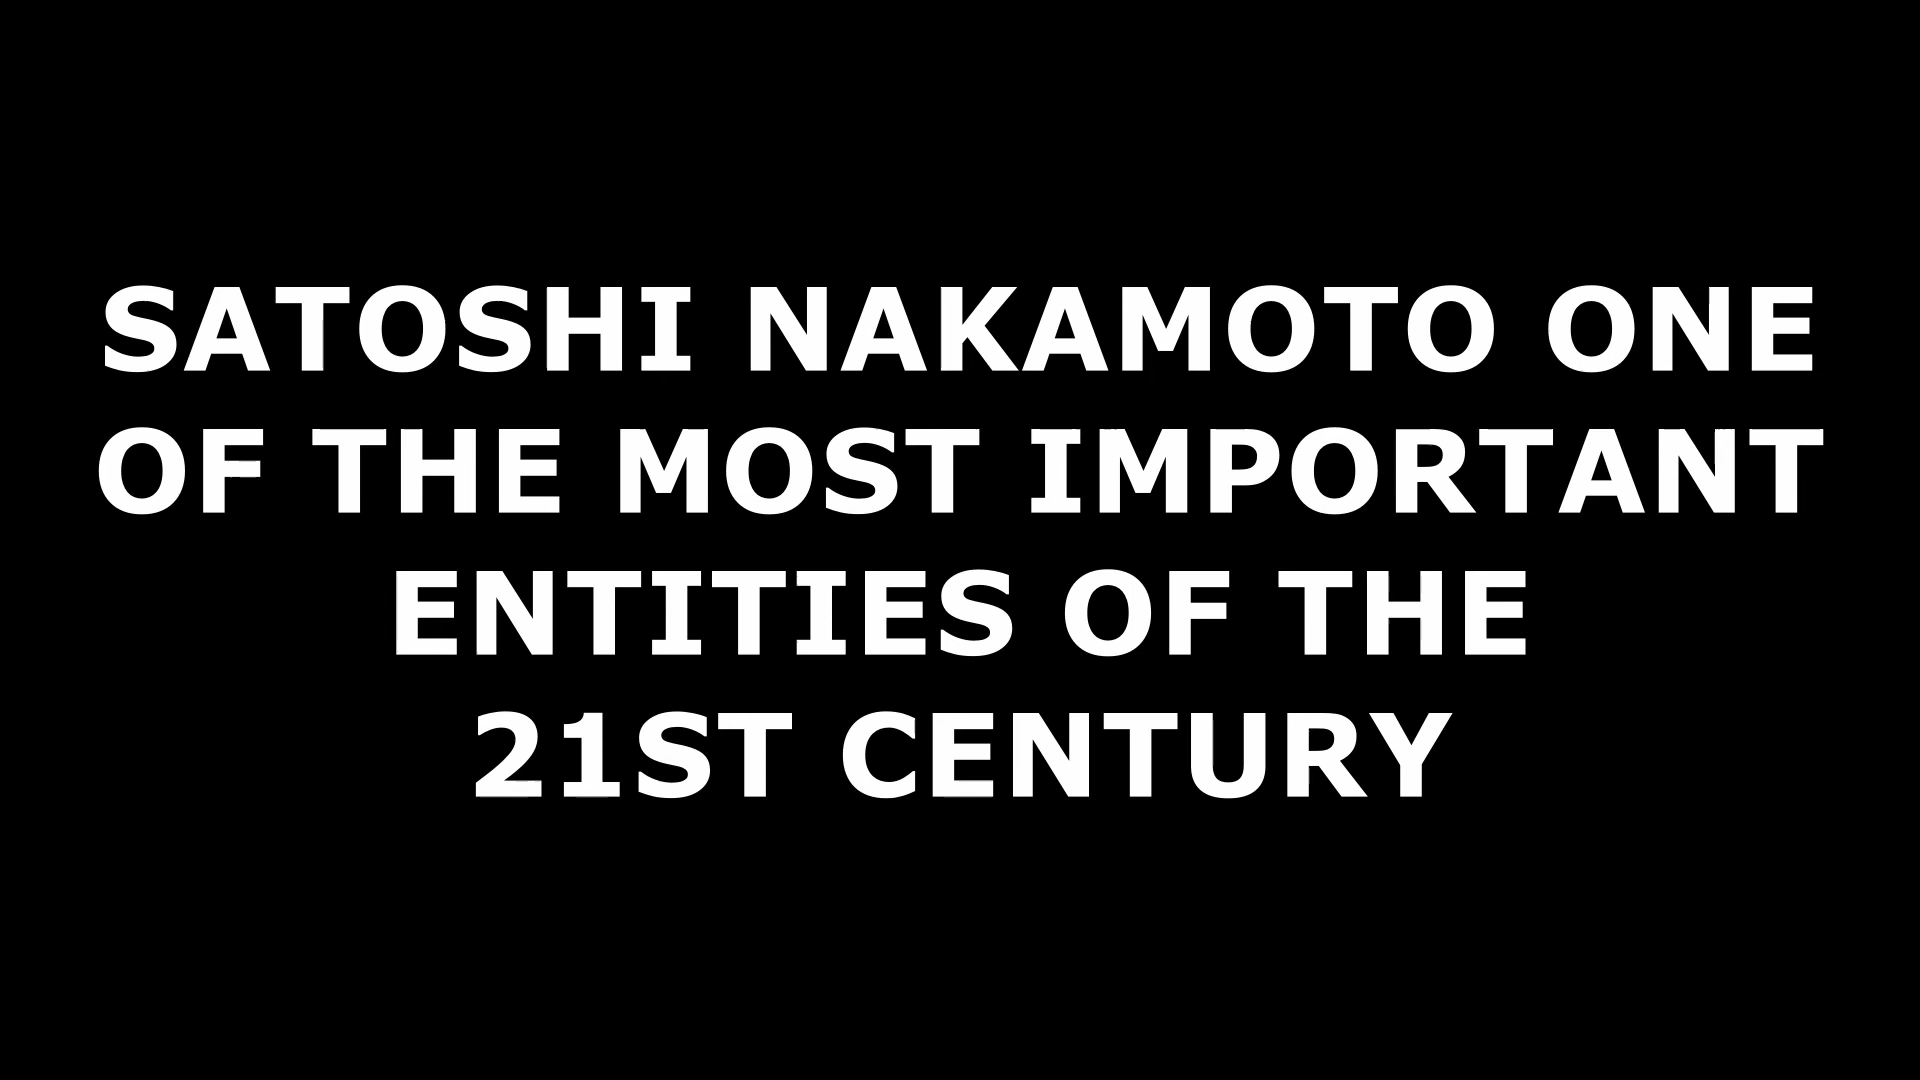 SATOSHI NAKAMOTO ONE
OF THE MOST IMPORTANT
ENTITIES OF THE
21ST CENTURY